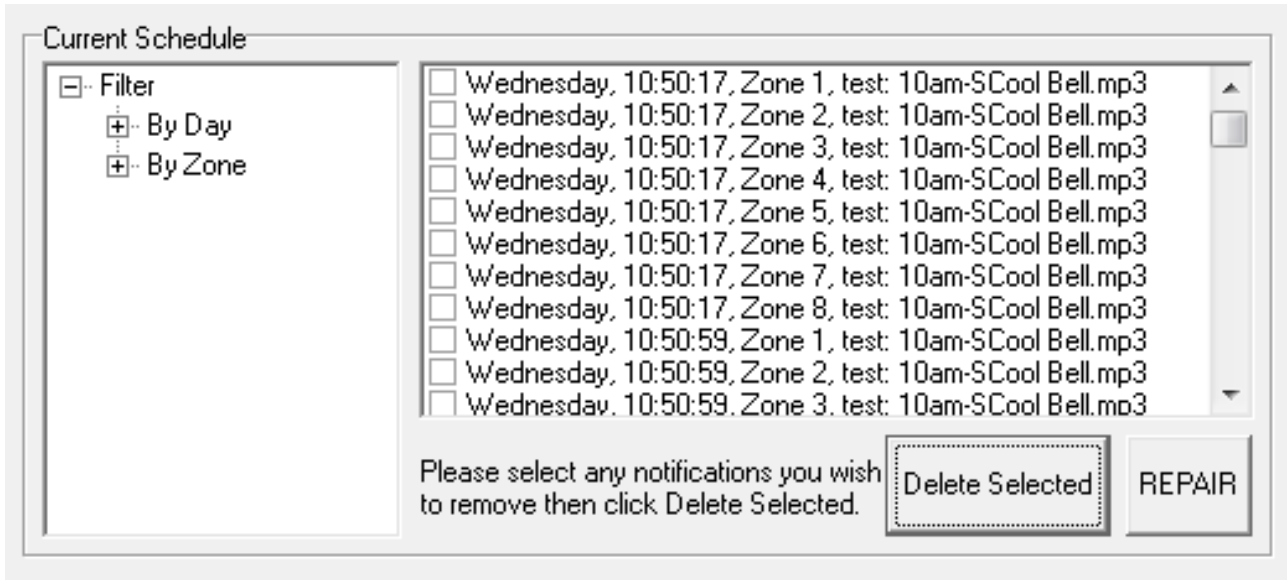 Current Schedule
Filter
By Day
By Zone
Wednesday, 10:50:17, Zone 1, test: 10am-SCool Bell.mp3
Wednesday, 10:50:17, Zone 2, test: 10am-SCool Bell.mp3
Wednesday, 10:50:17, Zone 3, test: 10am-SCool Bell.mp3
Wednesday, 10:50:17, Zone 4, test: 10am-SCool Bell.mp3
Wednesday, 10:50:17, Zone 5, test: 10am-SCool Bell.mp3
Wednesday, 10:50:17, Zone 6, test: 10am-SCool Bell.mp3
Wednesday, 10:50:17, Zone 7, test: 10am-SCool Bell.mp3
Wednesday, 10:50:17, Zone 8, test: 10am-SCool Bell.mp3
Wednesday, 10:50:59, Zone 1, test: 10am-SCool Bell.mp3
Wednesday, 10:50:59, Zone 2, test: 10am-SCool Bell.mp3
Wednesday, 10:50:59, Zone 3, test: 10am-SCool Bell.mp3
Please select any notifications you wish
to remove then click Delete Selected.
Delete Selected
REPAIR